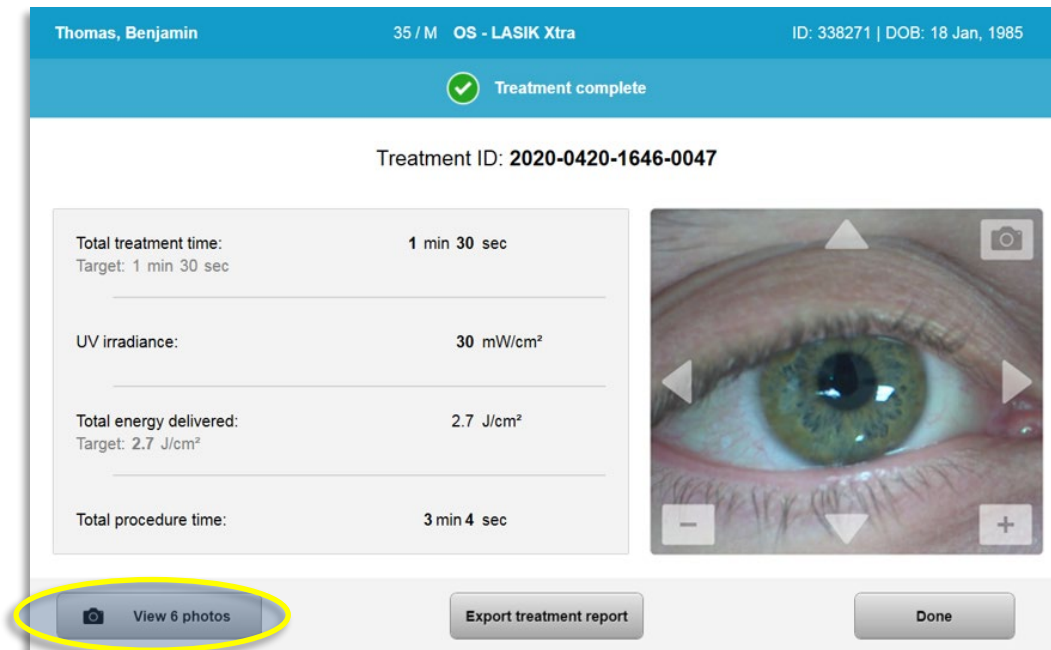 Thomas, Benjamin 35 / M OS - LASIK Xtra ID: 338271 | DOB: 18 Jan, 1985
Treatment complete
Treatment ID: 2020-0420-1646-0047
Total treatment time: 1 min 30 sec
Target: 1 min 30 sec
UV irradiance: 30 mW/cm²
Total energy delivered: 2.7 J/cm²
Target: 2.7 J/cm²
Total procedure time: 3 min 4 sec
− +
View 6 photos Export treatment report Done